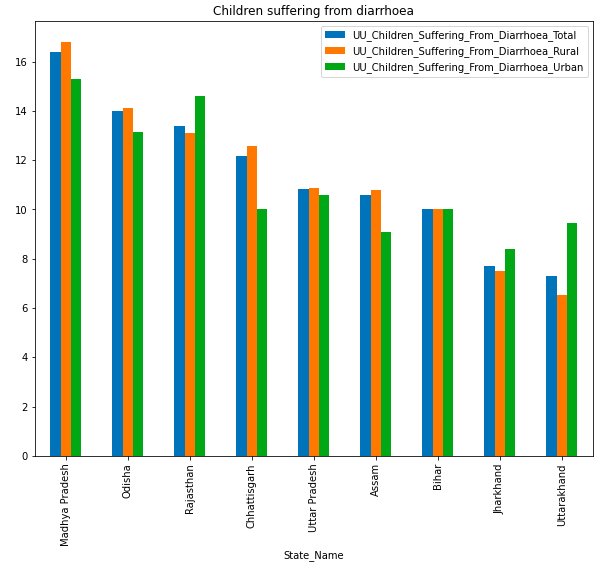 Children suffering from diarrhoea
UU_Children_Suffering_From_Diarrhoea_Total
UU_Children_Suffering_From_Diarrhoea_Rural
UU_Children_Suffering_From_Diarrhoea_Urban
16
14
12
10
8
6
4
2
0
Madhya Pradesh
Odisha
Rajasthan
Chhattisgarh
Uttar Pradesh
Assam
Bihar
Jharkhand
Uttarakhand
State_Name